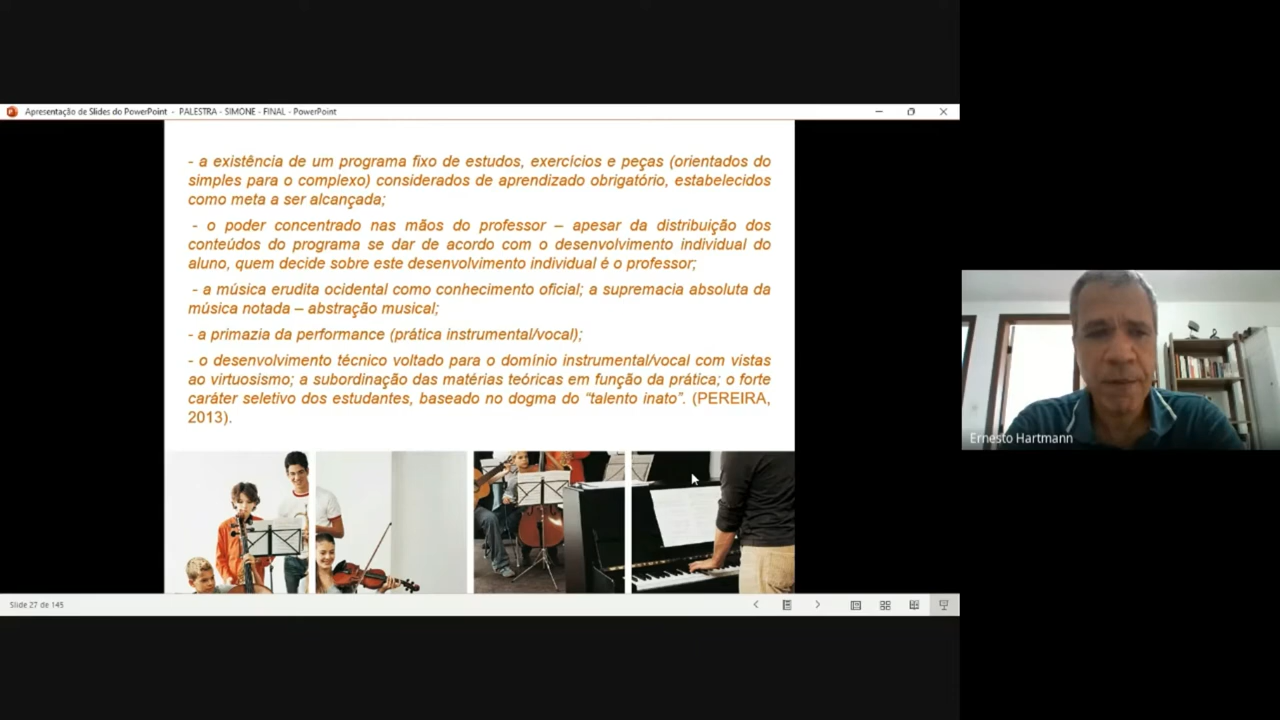 Apresentação de Slides do PowerPoint - PALESTRA - SIMONE - FINAL - PowerPoint
- a existência de um programa fixo de estudos, exercícios e peças (orientados do
simples para o complexo) considerados de aprendizado obrigatório, estabelecidos
como meta a ser alcançada;
- o poder concentrado nas mãos do professor – apesar da distribuição dos
conteúdos do programa se dar de acordo com o desenvolvimento individual do
aluno, quem decide sobre este desenvolvimento individual é o professor;
- a música erudita ocidental como conhecimento oficial; a supremacia absoluta da
música notada – abstração musical;
- a primazia da performance (prática instrumental/vocal);
- o desenvolvimento técnico voltado para o domínio instrumental/vocal com vistas
ao virtuosismo; a subordinação das matérias teóricas em função da prática; o forte
caráter seletivo dos estudantes, baseado no dogma do “talento inato”. (PEREIRA,
2013).
Ernesto Hartmann
Slide 27 de 145